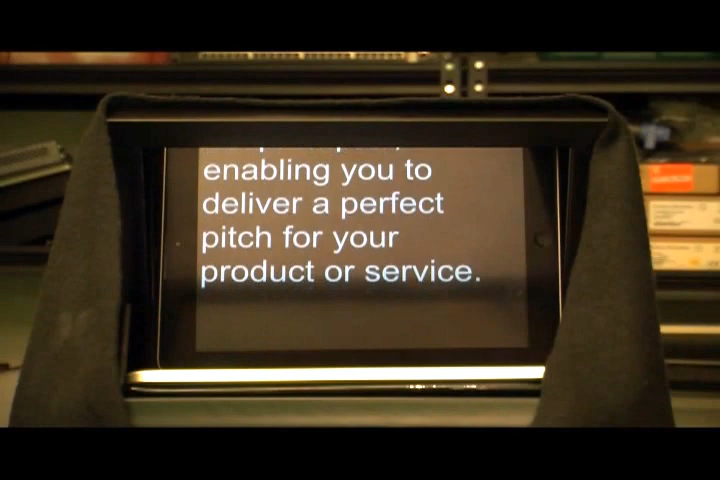 enabling you to
deliver a perfect
pitch for your
product or service.